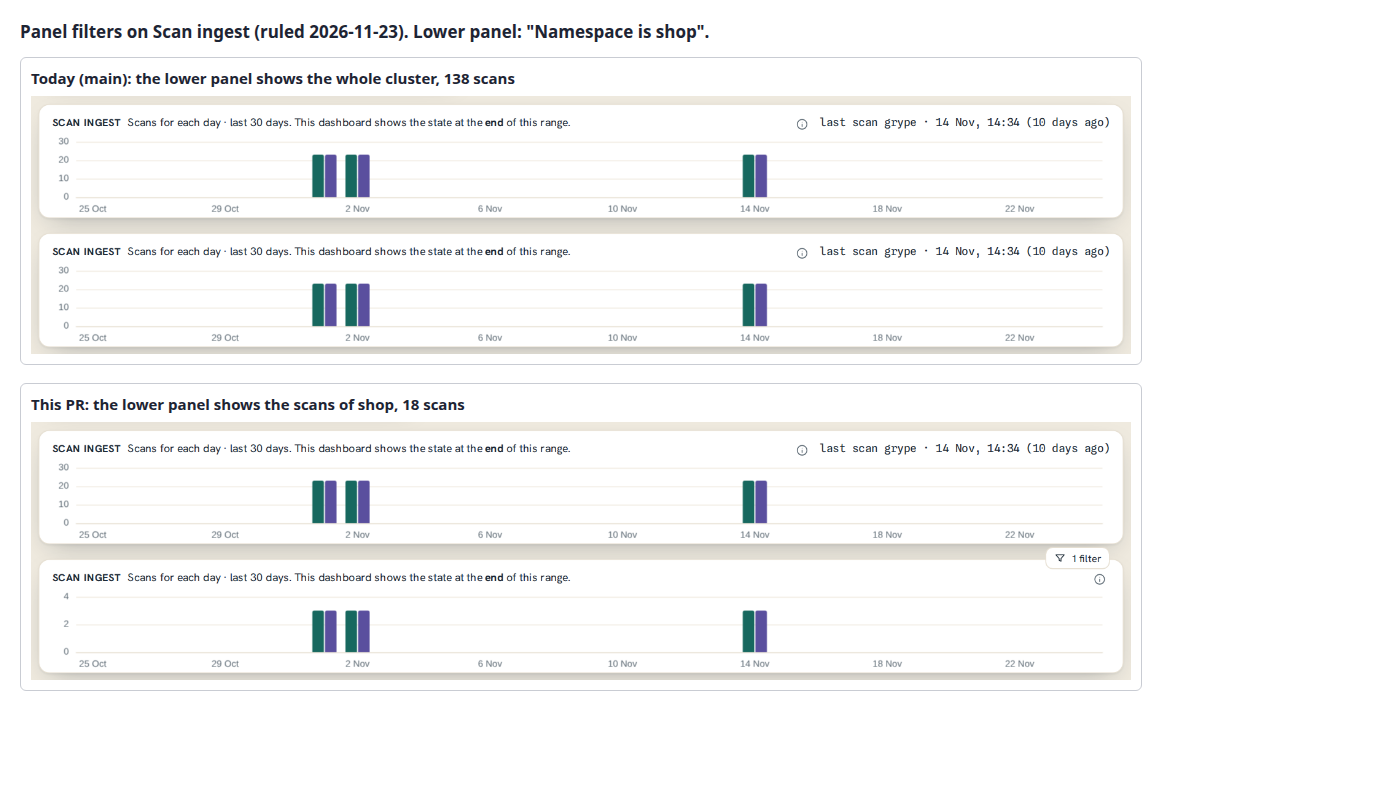 Panel filters on Scan ingest (ruled 2026-11-23). Lower panel: "Namespace is shop".
Today (main): the lower panel shows the whole cluster, 138 scans
SCAN INGEST Scans for each day · last 30 days. This dashboard shows the state at the end of this range. last scan grype · 14 Nov, 14:34 (10 days ago)
30
20
10
0
25 Oct 29 Oct 2 Nov 6 Nov 10 Nov 14 Nov 18 Nov 22 Nov
SCAN INGEST Scans for each day · last 30 days. This dashboard shows the state at the end of this range. last scan grype · 14 Nov, 14:34 (10 days ago)
30
20
10
0
25 Oct 29 Oct 2 Nov 6 Nov 10 Nov 14 Nov 18 Nov 22 Nov
This PR: the lower panel shows the scans of shop, 18 scans
SCAN INGEST Scans for each day · last 30 days. This dashboard shows the state at the end of this range. last scan grype · 14 Nov, 14:34 (10 days ago)
30
20
10
0
25 Oct 29 Oct 2 Nov 6 Nov 10 Nov 14 Nov 18 Nov 22 Nov
1 filter
SCAN INGEST Scans for each day · last 30 days. This dashboard shows the state at the end of this range.
4
2
0
25 Oct 29 Oct 2 Nov 6 Nov 10 Nov 14 Nov 18 Nov 22 Nov